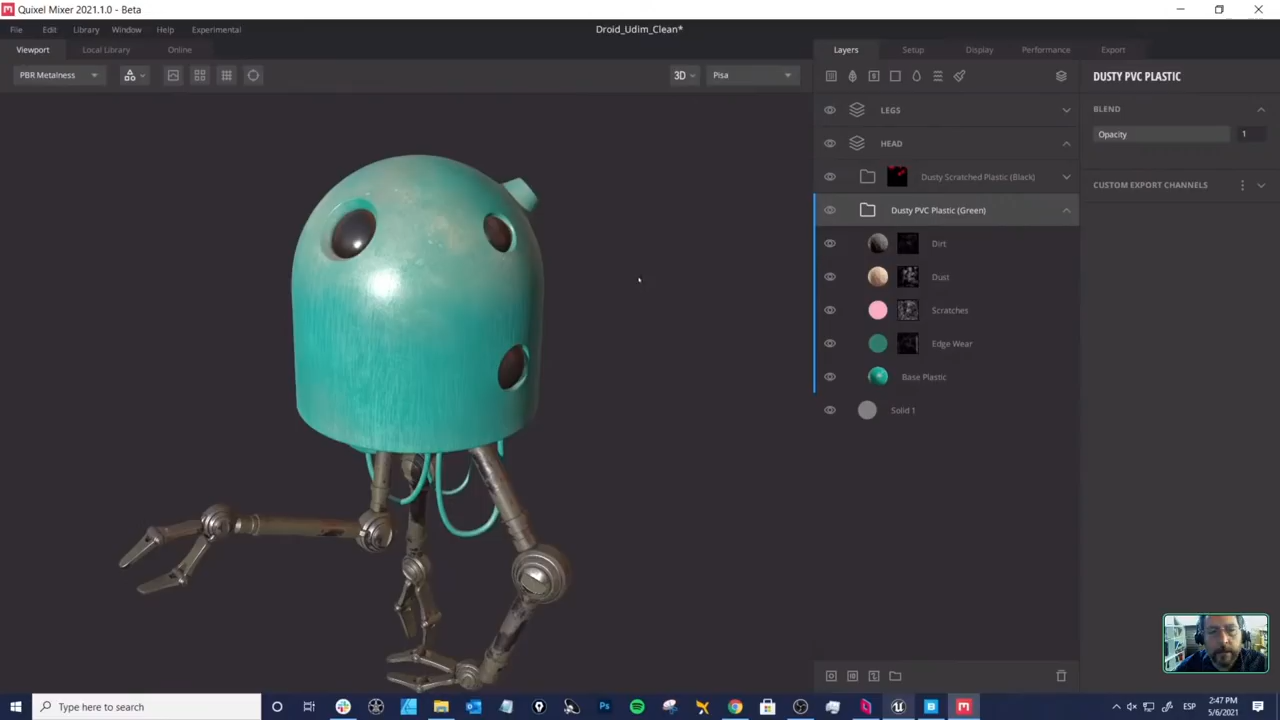 Quixel Mixer 2021.1.0 - Beta
File Edit Library Window Help Experimental
Droid_Udim_Clean*
Viewport Local Library Online
PBR Metalness
3D
Pisa
Layers Setup Display Performance Export
LEGS
HEAD
Dusty Scratched Plastic (Black)
Dusty PVC Plastic (Green)
Dirt
Dust
Scratches
Edge Wear
Base Plastic
Solid 1
DUSTY PVC PLASTIC
BLEND
Opacity 1
CUSTOM EXPORT CHANNELS
Type here to search
ESP
2:47 PM
5/6/2021